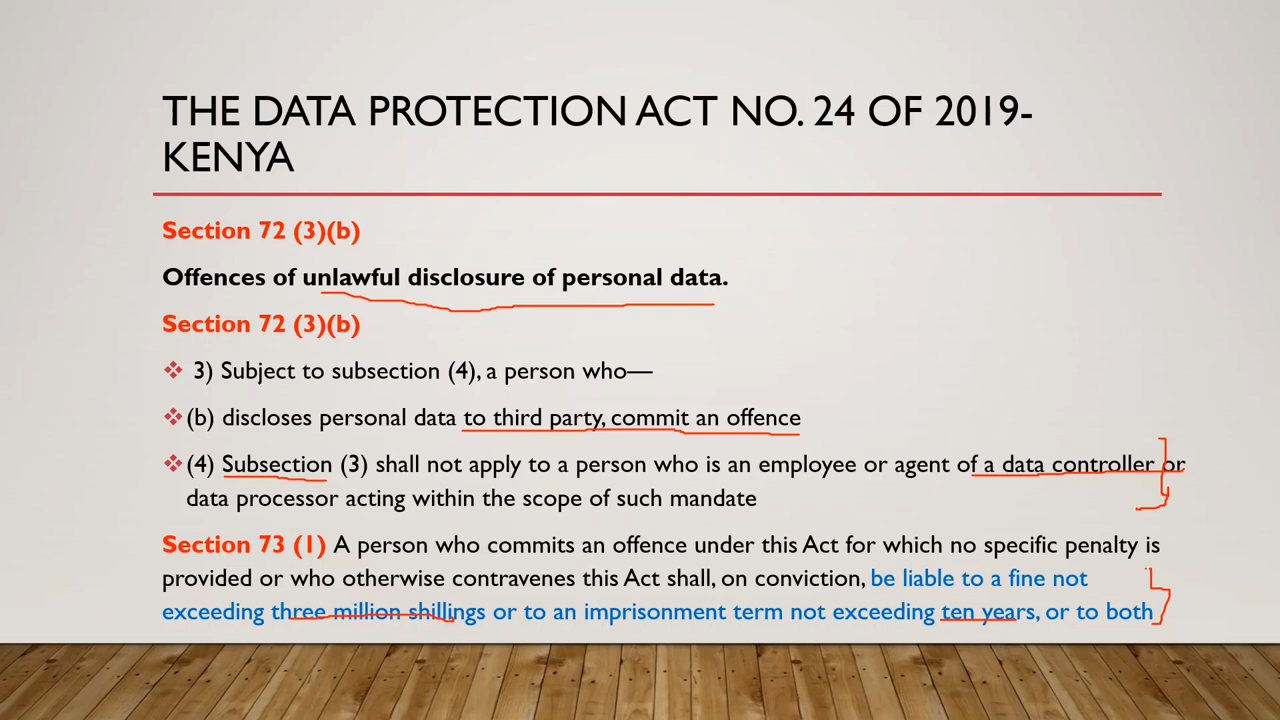 THE DATA PROTECTION ACT NO. 24 OF 2019-
KENYA
Section 72 (3)(b)
Offences of unlawful disclosure of personal data.
Section 72 (3)(b)
❖ 3) Subject to subsection (4), a person who—
❖ (b) discloses personal data to third party, commit an offence
❖ (4) Subsection (3) shall not apply to a person who is an employee or agent of a data controller or
data processor acting within the scope of such mandate
Section 73 (1) A person who commits an offence under this Act for which no specific penalty is
provided or who otherwise contravenes this Act shall, on conviction, be liable to a fine not
exceeding three million shillings or to an imprisonment term not exceeding ten years, or to both